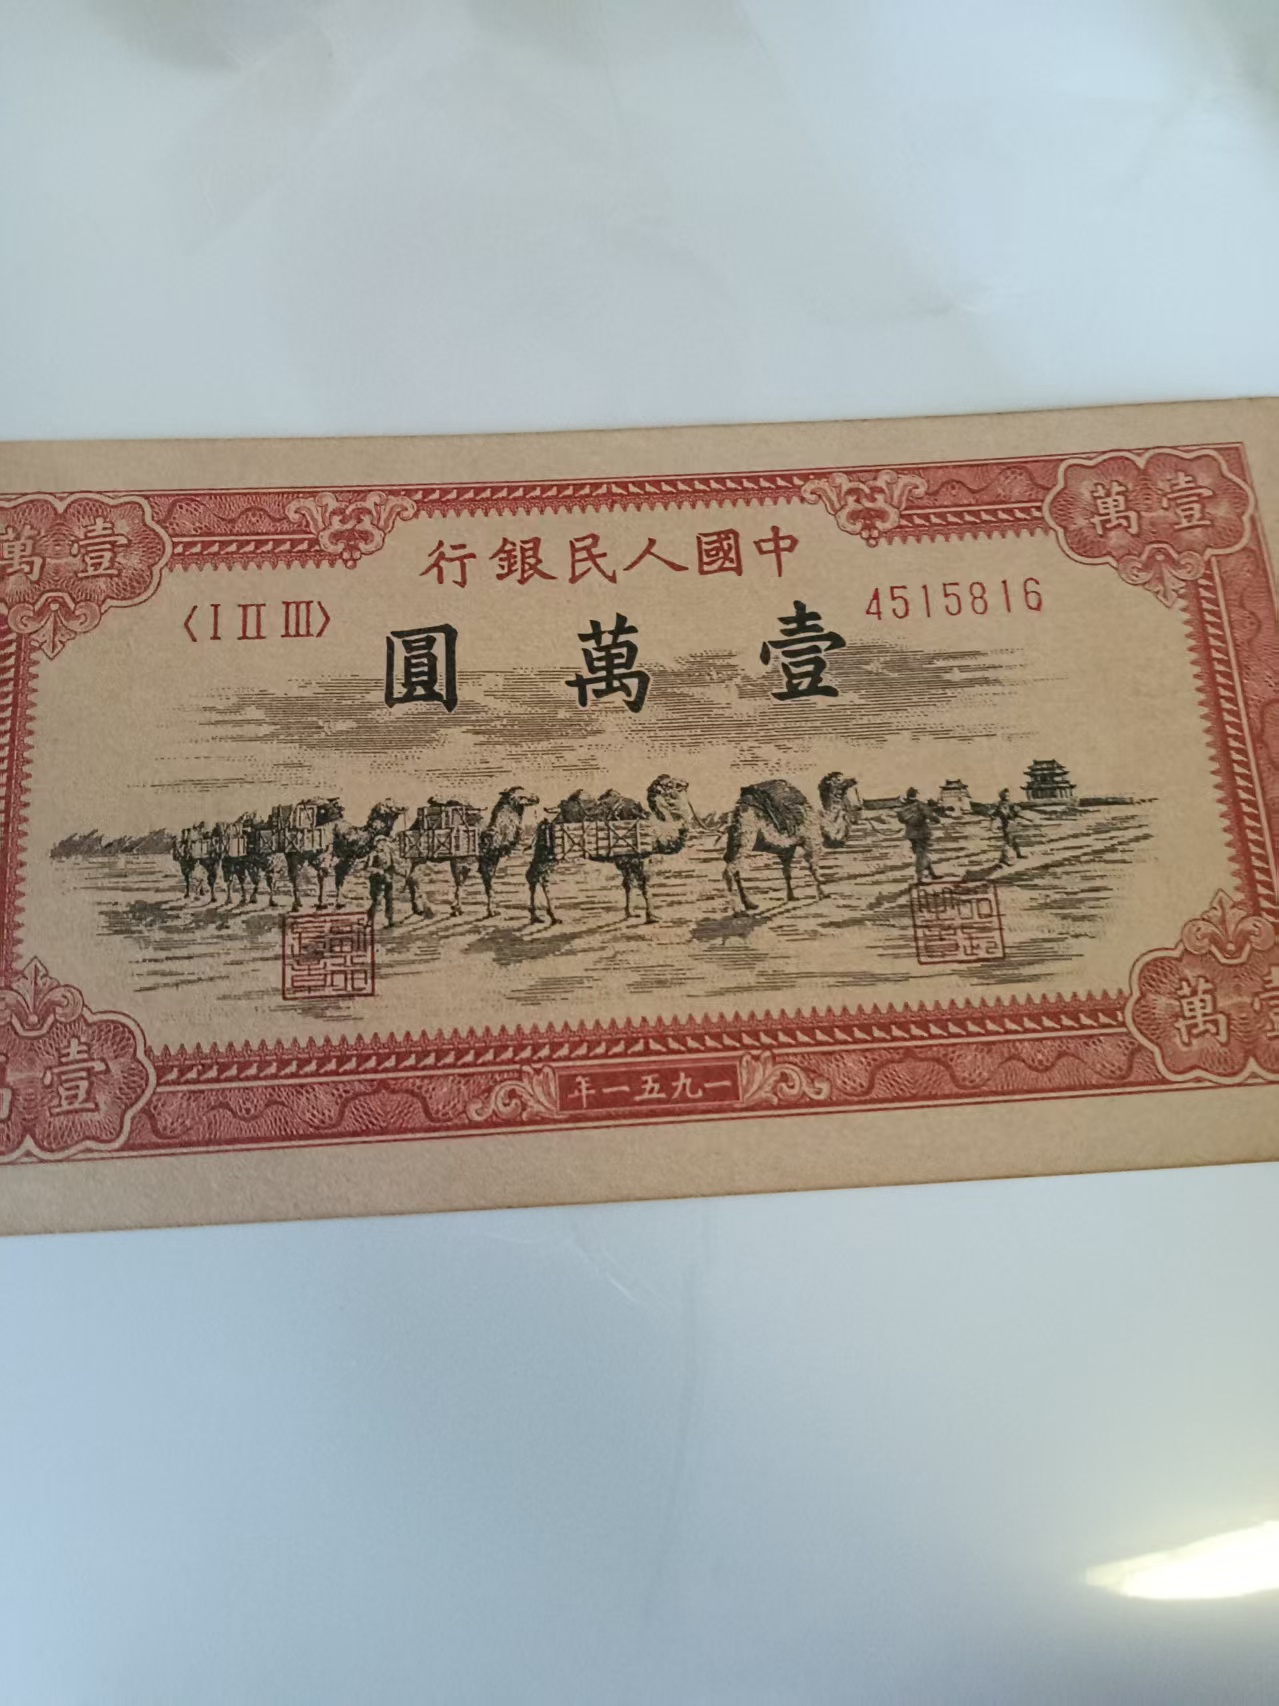 壹萬
萬壹
行銀民人國中
〈I II III〉
4515816
圓萬壹
壹
萬
年一五九一